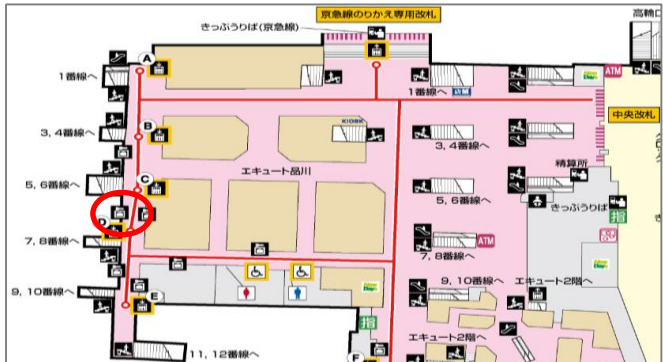 京急線のりかえ専用改札
高輪口
きっぷうりば(京急線)
A
1番線へ
1番線へ
ATM
中央改札
B
3, 4番線へ
KIOSK
3, 4番線へ
精算所
エキュート品川
C
5, 6番線へ
5, 6番線へ
きっぷうりば
指
D
7, 8番線へ
ATM
7, 8番線へ
9, 10番線へ
9, 10番線へ
エキュート2階へ
E
指
エキュート2階へ
11, 12番線へ
F